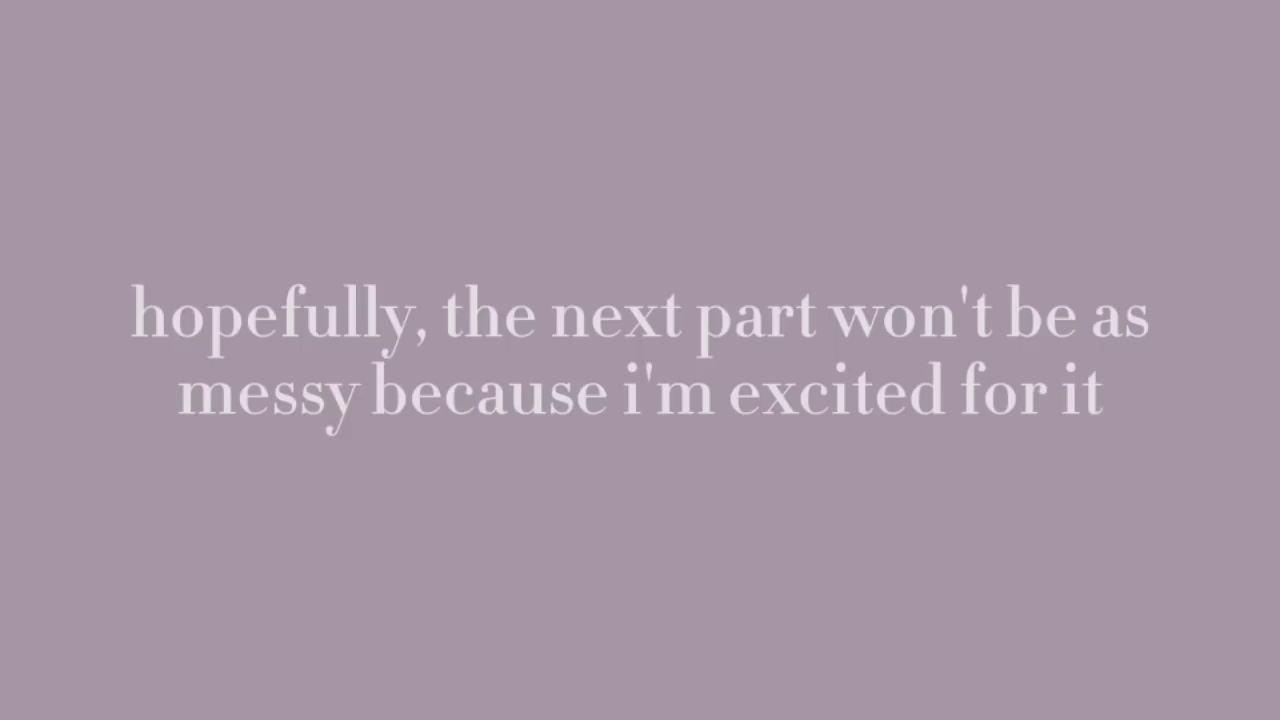 hopefully, the next part won't be as
messy because i'm excited for it